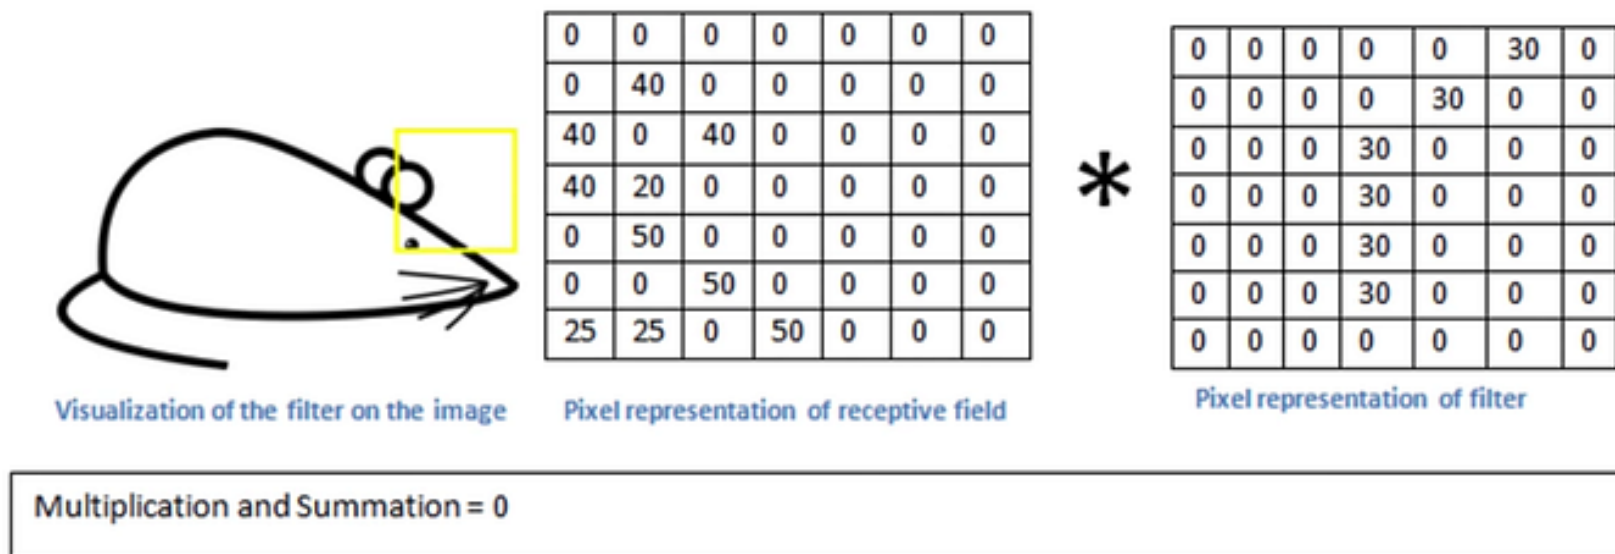 0 0 0 0 0 0 0
0 40 0 0 0 0 0
40 0 40 0 0 0 0
40 20 0 0 0 0 0
0 50 0 0 0 0 0
0 0 50 0 0 0 0
25 25 0 50 0 0 0
*
0 0 0 0 0 30 0
0 0 0 0 30 0 0
0 0 0 30 0 0 0
0 0 0 30 0 0 0
0 0 0 30 0 0 0
0 0 0 30 0 0 0
0 0 0 0 0 0 0
Visualization of the filter on the image
Pixel representation of receptive field
Pixel representation of filter
Multiplication and Summation = 0